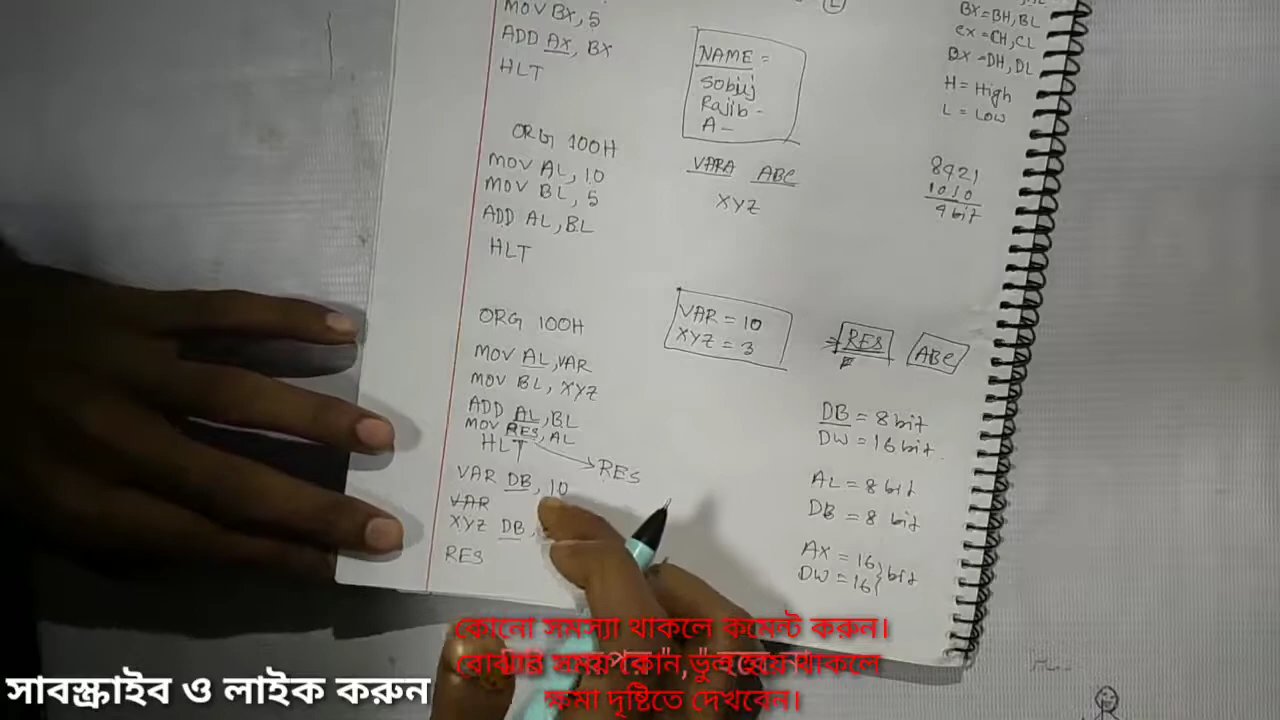 MOV BX, 5
ADD AX, BX
HLT
ORG 100H
MOV AL, 10
MOV BL, 5
ADD AL, BL
HLT
ORG 100H
MOV AL, VAR
MOV BL, XYZ
ADD AL, BL
MOV RES, AL
HLT
RES
VAR DB, 10
VAR
XYZ DB,
RES
NAME =
Sobuj
Rajib -
A -
VARA ABC
XYZ
VAR = 10
XYZ = 3
RES
ABC
BX = BH, BL
CX = CH, CL
BX = DH, DL
H = High
L = Low
8421
1010
4 bit
DB = 8 bit
DW = 16 bit.
AL = 8 bit
DB = 8 bit
AX = 16 bit
DW = 16
কোনো সমস্যা থাকলে কমেন্ট করুন।
বোঝার সময় কোন ভুল হয়ে থাকলে
ক্ষমা দৃষ্টিতে দেখবেন।
সাবস্ক্রাইব ও লাইক করুন